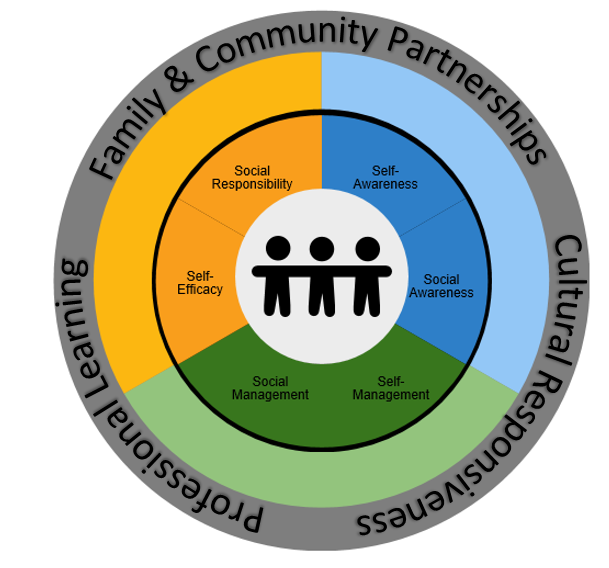 Family & Community Partnerships
Cultural Responsiveness
Professional Learning
Social
Responsibility
Self-
Awareness
Self-
Efficacy
Social
Awareness
Social
Management
Self-
Management